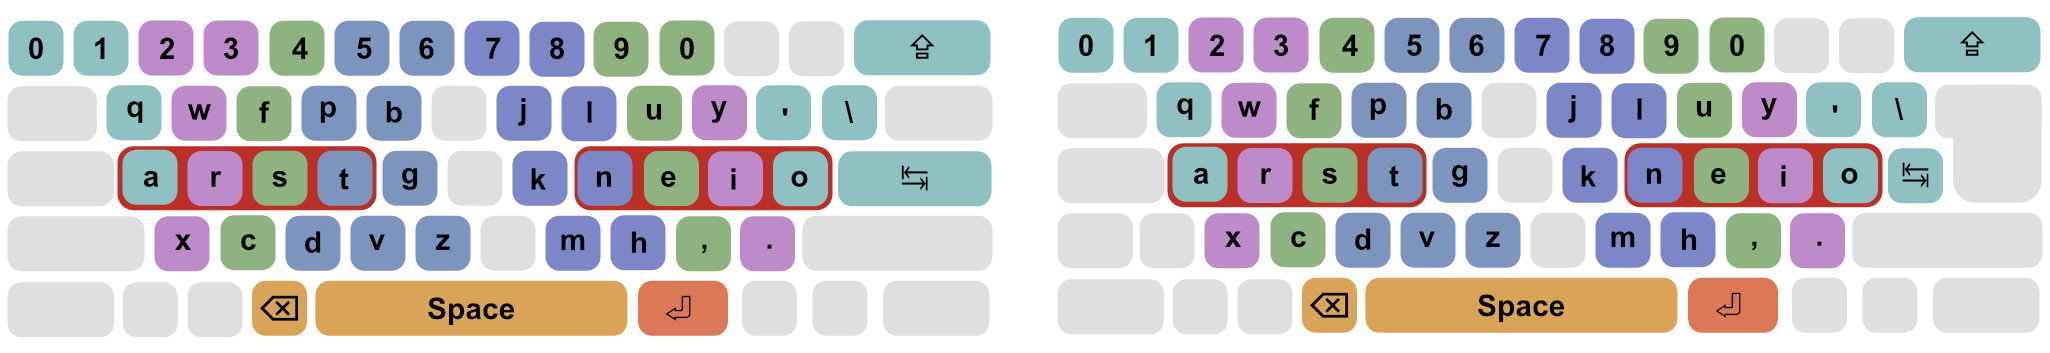 0 1 2 3 4 5 6 7 8 9 0
q w f p b j l u y ' \
a r s t g k n e i o
x c d v z m h , .
Space
0 1 2 3 4 5 6 7 8 9 0
q w f p b j l u y ' \
a r s t g k n e i o
x c d v z m h , .
Space